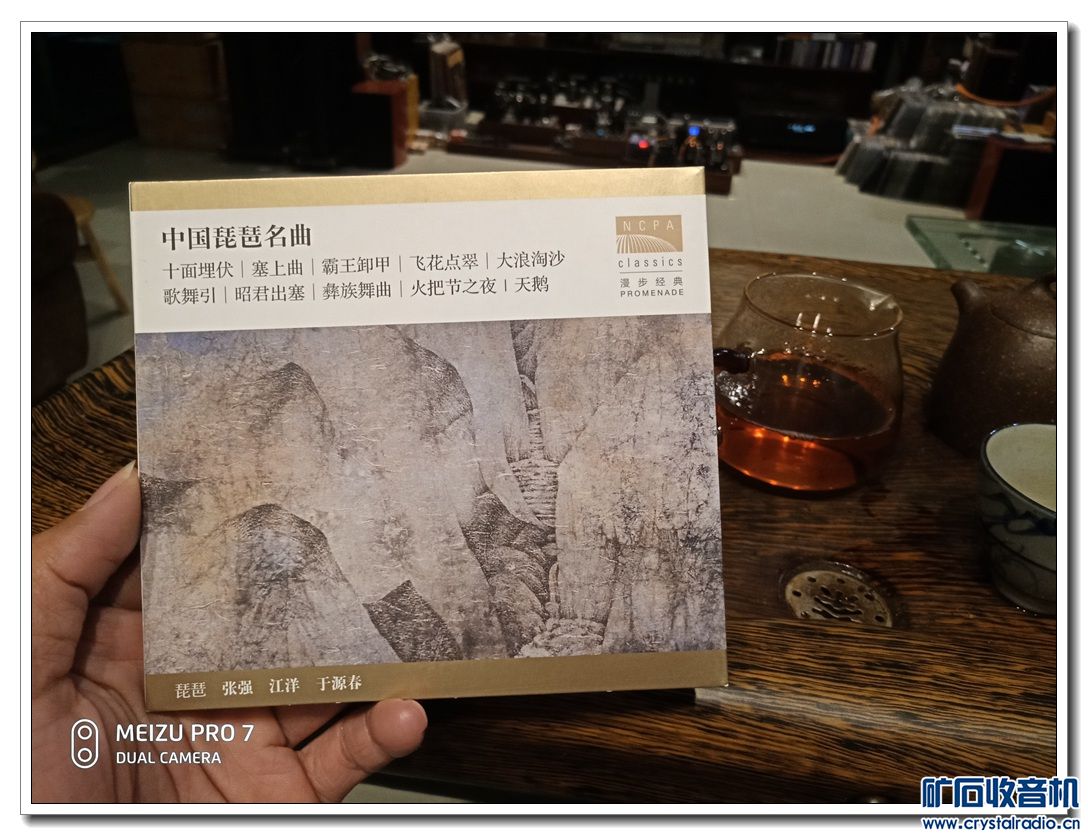 中国琵琶名曲
十面埋伏｜塞上曲｜霸王卸甲｜飞花点翠｜大浪淘沙
歌舞引｜昭君出塞｜彝族舞曲｜火把节之夜｜天鹅
NCPA
classics
漫步经典
PROMENADE
琵琶 张强 江洋 于源春
MEIZU PRO 7
DUAL CAMERA
矿石收音机
www.crystalradio.cn